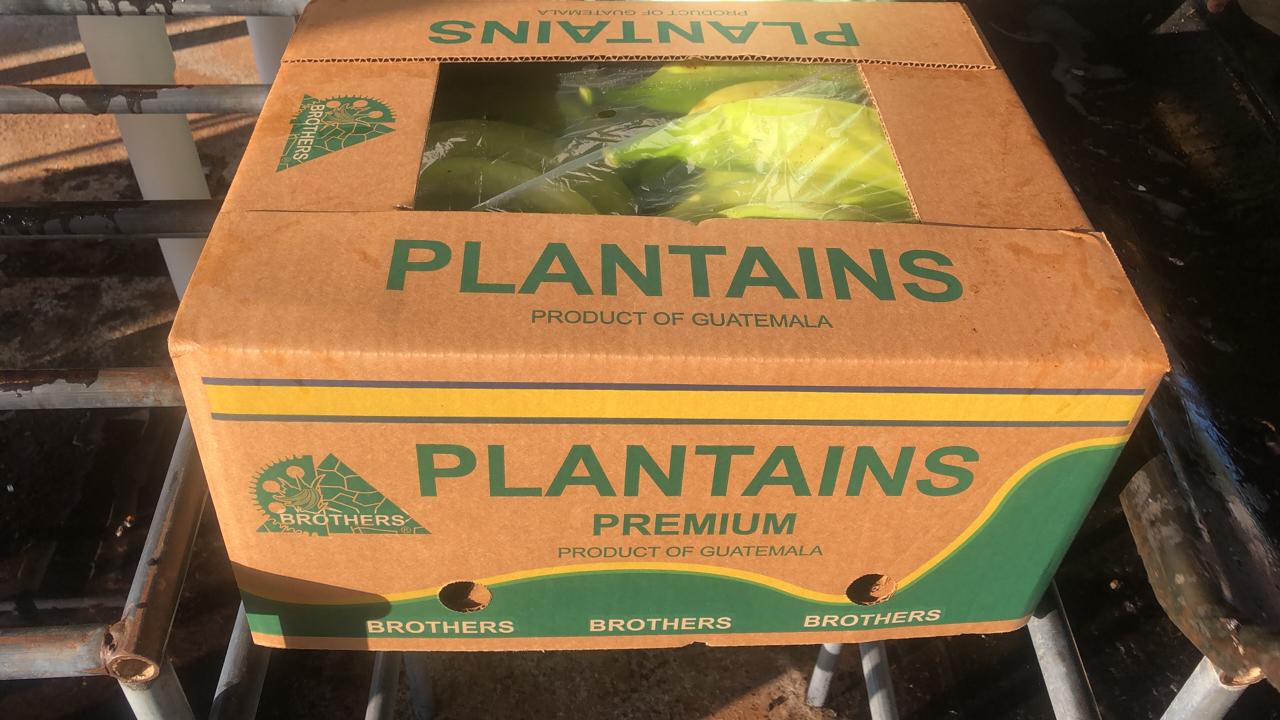 PRODUCT OF GUATEMALA
PLANTAINS
BROTHERS
®
PLANTAINS
PRODUCT OF GUATEMALA
PLANTAINS
BROTHERS
®
PREMIUM
PRODUCT OF GUATEMALA
BROTHERS BROTHERS BROTHERS